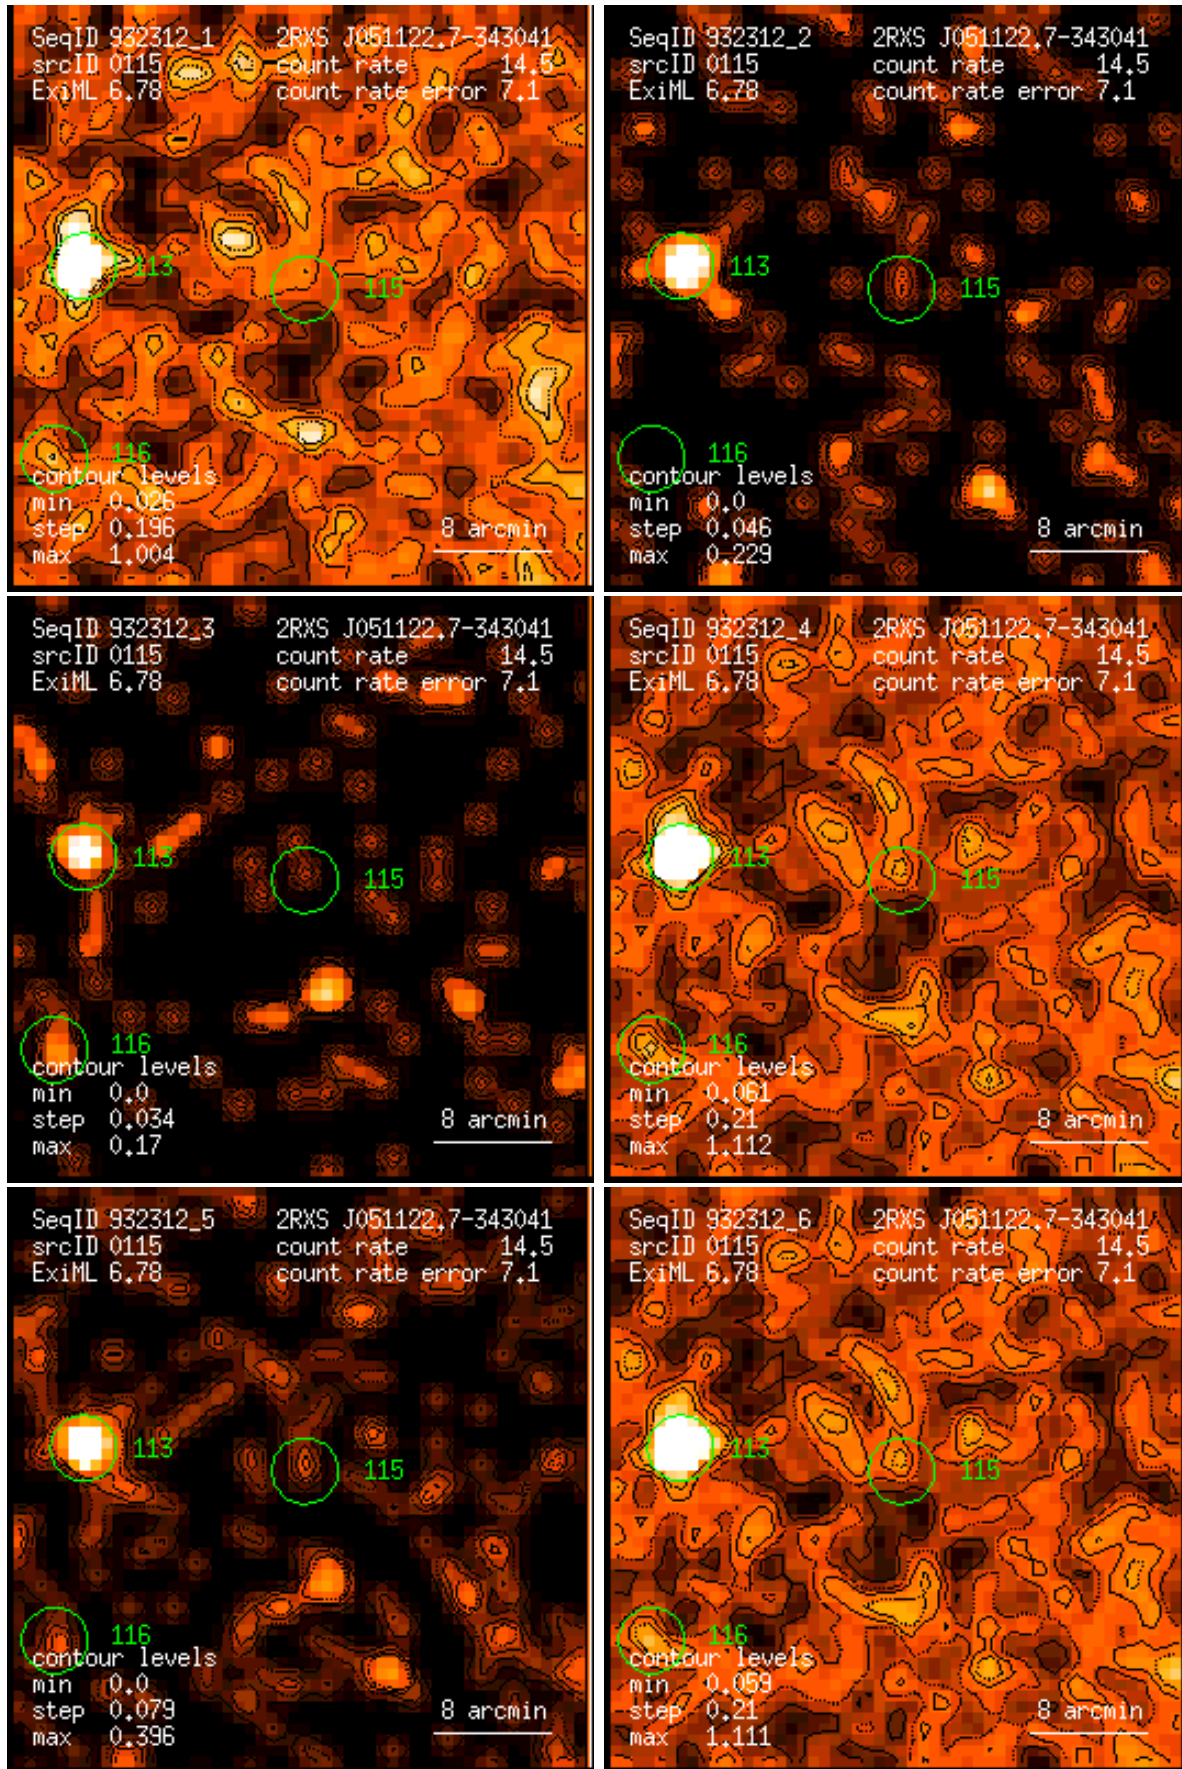 SeqID 932312_1 2RXS J051122.7-343041
srcID 0115 count rate 14.5
ExiML 6.78 count rate error 7.1
113
115
116
contour levels
min 0.026
step 0.196 8 arcmin
max 1.004
SeqID 932312_2 2RXS J051122.7-343041
srcID 0115 count rate 14.5
ExiML 6.78 count rate error 7.1
113
115
116
contour levels
min 0.0
step 0.046 8 arcmin
max 0.229
SeqID 932312_3 2RXS J051122.7-343041
srcID 0115 count rate 14.5
ExiML 6.78 count rate error 7.1
113
115
116
contour levels
min 0.0
step 0.034 8 arcmin
max 0.17
SeqID 932312_4 2RXS J051122.7-343041
srcID 0115 count rate 14.5
ExiML 6.78 count rate error 7.1
113
115
116
contour levels
min 0.061
step 0.21 8 arcmin
max 1.112
SeqID 932312_5 2RXS J051122.7-343041
srcID 0115 count rate 14.5
ExiML 6.78 count rate error 7.1
113
115
116
contour levels
min 0.0
step 0.079 8 arcmin
max 0.396
SeqID 932312_6 2RXS J051122.7-343041
srcID 0115 count rate 14.5
ExiML 6.78 count rate error 7.1
113
115
116
contour levels
min 0.059
step 0.21 8 arcmin
max 1.111